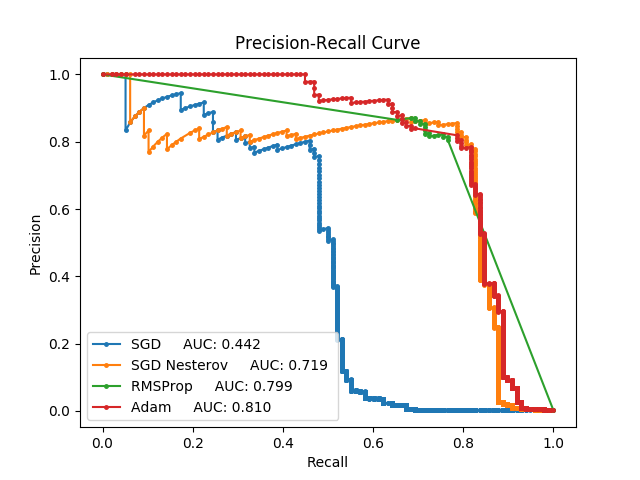 Precision-Recall Curve
1.0
0.8
0.6
0.4
0.2
0.0
Precision
SGD AUC: 0.442
SGD Nesterov AUC: 0.719
RMSProp AUC: 0.799
Adam AUC: 0.810
0.0 0.2 0.4 0.6 0.8 1.0
Recall